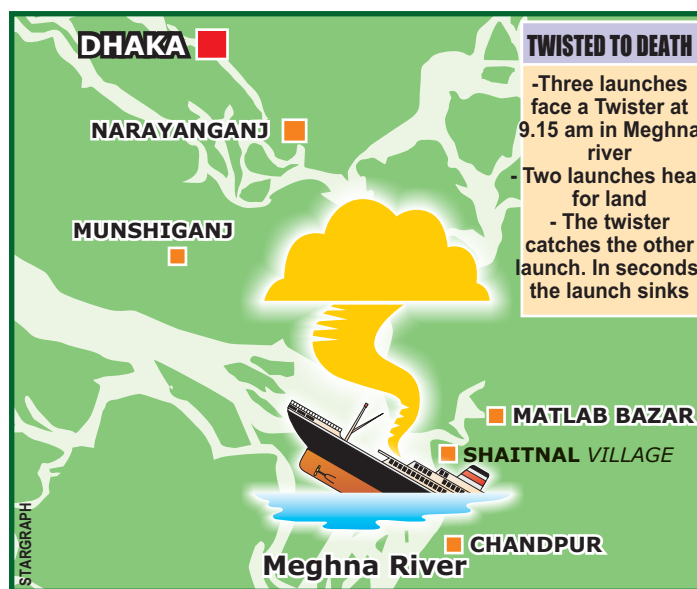 DHAKA
TWISTED TO DEATH
-Three launches
face a Twister at
9.15 am in Meghna
river
- Two launches hea
for land
- The twister
catches the other
launch. In seconds
the launch sinks
NARAYANGANJ
MUNSHIGANJ
MATLAB BAZAR
SHAITNAL VILLAGE
CHANDPUR
Meghna River
STARGRAPH